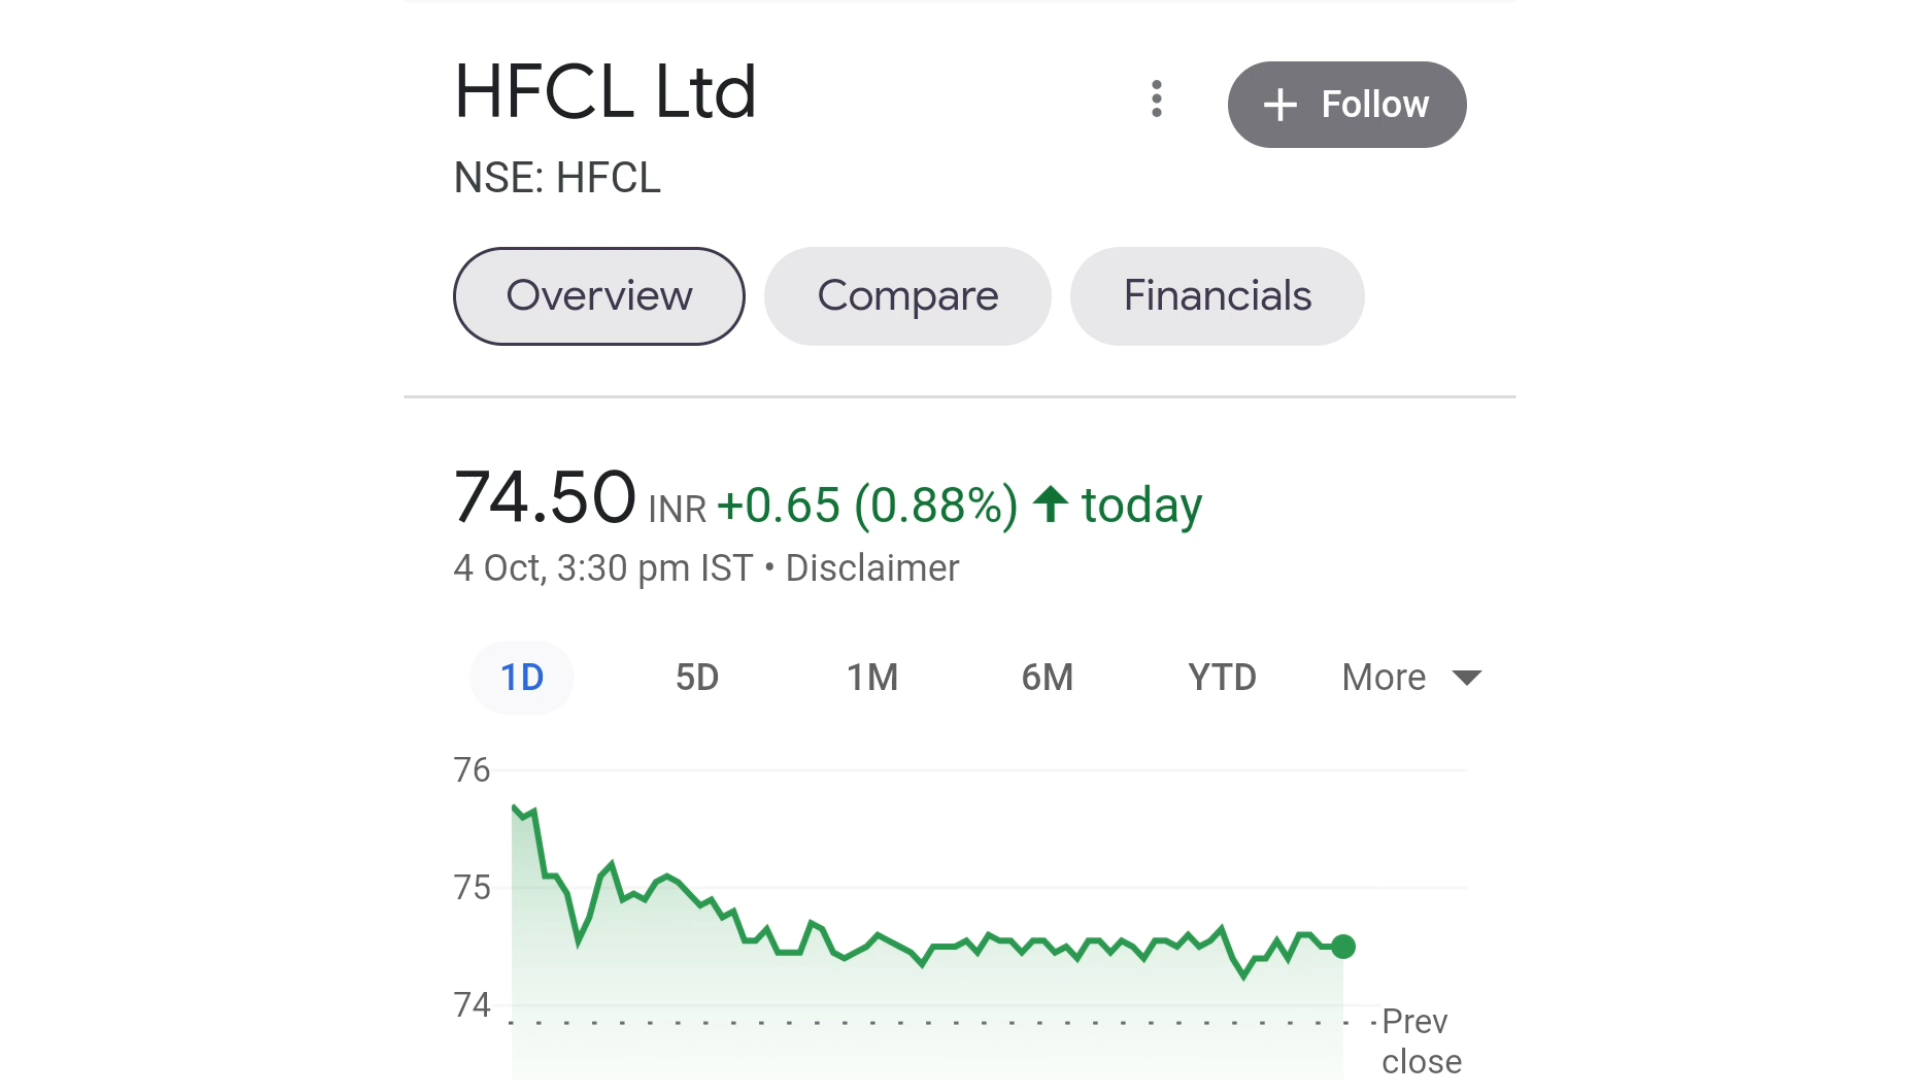 HFCL Ltd
+ Follow
NSE: HFCL
Overview
Compare
Financials
74.50 INR +0.65 (0.88%) ↑ today
4 Oct, 3:30 pm IST • Disclaimer
1D 5D 1M 6M YTD More
76
75
74
Prev
close